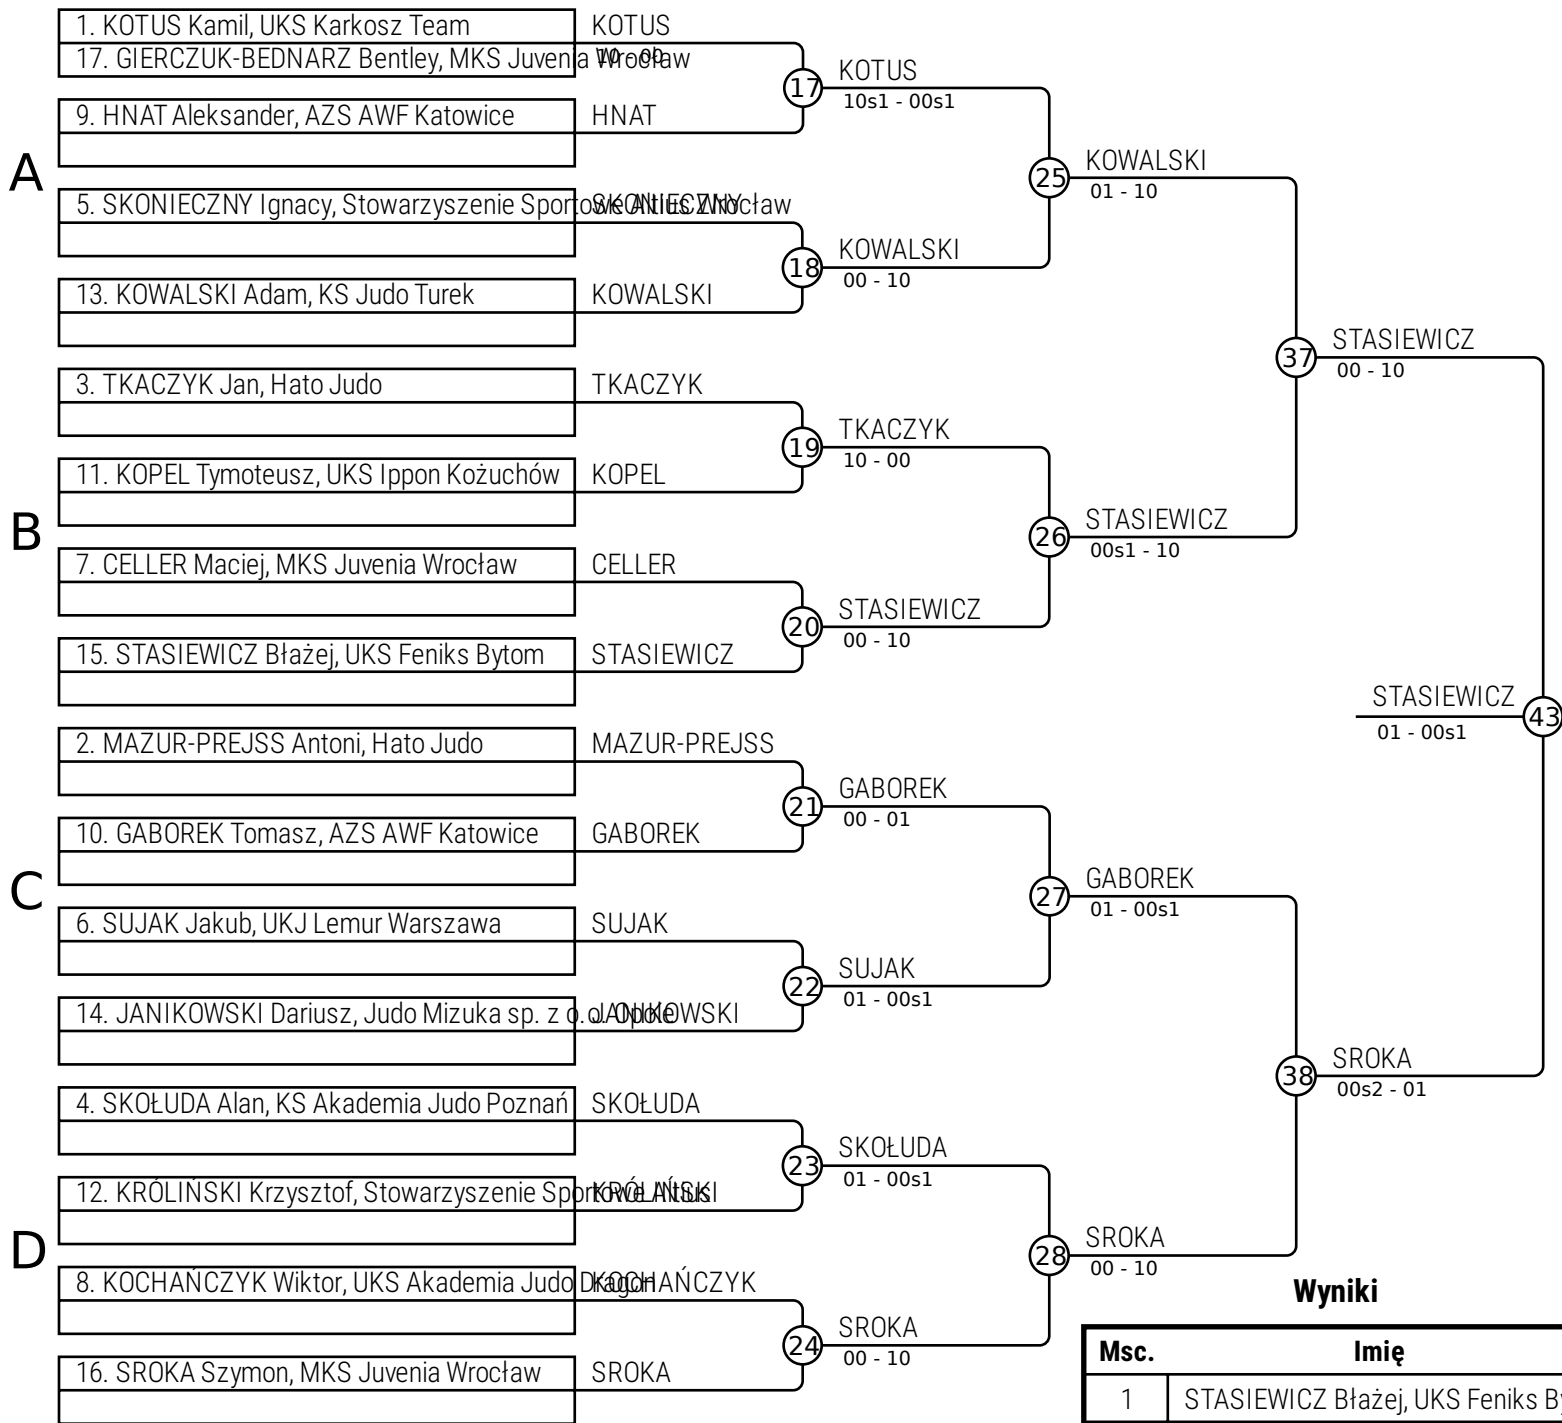 1. KOTUS Kamil, UKS Karkosz Team
KOTUS
17. GIERCZUK-BEDNARZ Bentley, MKS Juvenia Wrocław
10 - 00
17
KOTUS
10s1 - 00s1
9. HNAT Aleksander, AZS AWF Katowice
HNAT
A
25
KOWALSKI
01 - 10
5. SKONIECZNY Ignacy, Stowarzyszenie Sportowe Altius Wrocław
SKONIECZNY
18
KOWALSKI
00 - 10
13. KOWALSKI Adam, KS Judo Turek
KOWALSKI
37
STASIEWICZ
00 - 10
3. TKACZYK Jan, Hato Judo
TKACZYK
19
TKACZYK
10 - 00
11. KOPEL Tymoteusz, UKS Ippon Kożuchów
KOPEL
B
26
STASIEWICZ
00s1 - 10
7. CELLER Maciej, MKS Juvenia Wrocław
CELLER
20
STASIEWICZ
00 - 10
15. STASIEWICZ Błażej, UKS Feniks Bytom
STASIEWICZ
STASIEWICZ
43
01 - 00s1
2. MAZUR-PREJSS Antoni, Hato Judo
MAZUR-PREJSS
21
GABOREK
00 - 01
10. GABOREK Tomasz, AZS AWF Katowice
GABOREK
C
27
GABOREK
01 - 00s1
6. SUJAK Jakub, UKJ Lemur Warszawa
SUJAK
22
SUJAK
01 - 00s1
14. JANIKOWSKI Dariusz, Judo Mizuka sp. z o.o. Opole
JANIKOWSKI
38
SROKA
00s2 - 01
4. SKOŁUDA Alan, KS Akademia Judo Poznań
SKOŁUDA
23
SKOŁUDA
01 - 00s1
12. KRÓLIŃSKI Krzysztof, Stowarzyszenie Sportowe Altius
KRÓLIŃSKI
D
28
SROKA
00 - 10
8. KOCHAŃCZYK Wiktor, UKS Akademia Judo Dragon
KOCHAŃCZYK
24
SROKA
00 - 10
16. SROKA Szymon, MKS Juvenia Wrocław
SROKA
Wyniki
Msc. Imię
1 STASIEWICZ Błażej, UKS Feniks